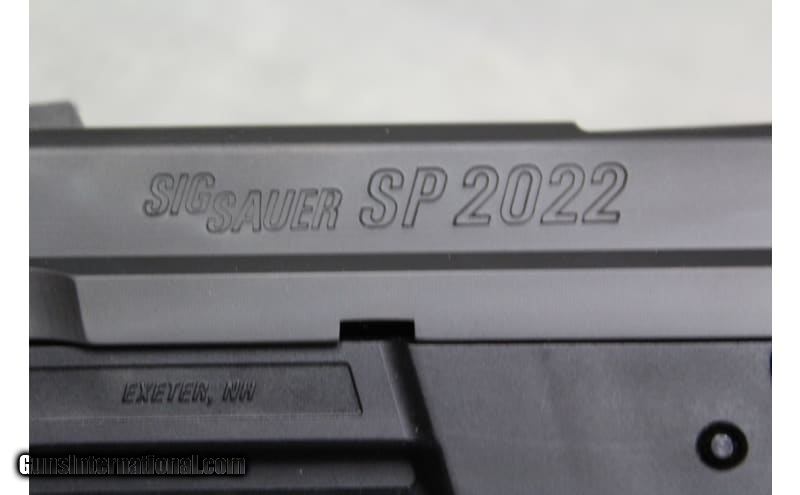 SIG SAUER SP 2022
EXETER, NH
GunsInternational.com